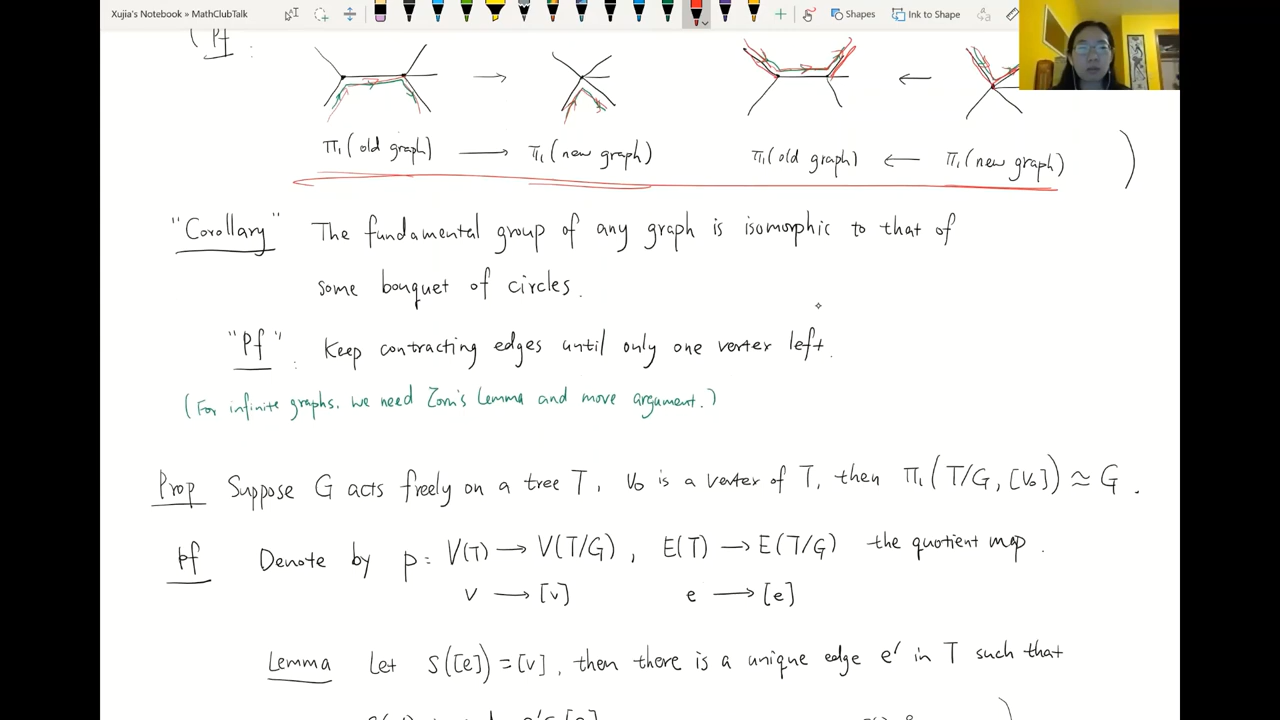 Xujia's Notebook » MathClubTalk
Shapes
Ink to Shape
( Pf
π₁(old graph) → π₁(new graph) π₁(old graph) ← π₁(new graph) )
"Corollary" The fundamental group of any graph is isomorphic to that of
some bouquet of circles.
"Pf": Keep contracting edges until only one vertex left.
(For infinite graphs, we need Zorn's Lemma and more argument.)
Prop Suppose G acts freely on a tree T, v₀ is a vertex of T, then π₁(T/G, [v₀]) ≈ G.
Pf Denote by p: V(T) → V(T/G), E(T) → E(T/G) the quotient map.
v → [v] e → [e]
Lemma Let s([e]) = [v], then there is a unique edge e' in T such that